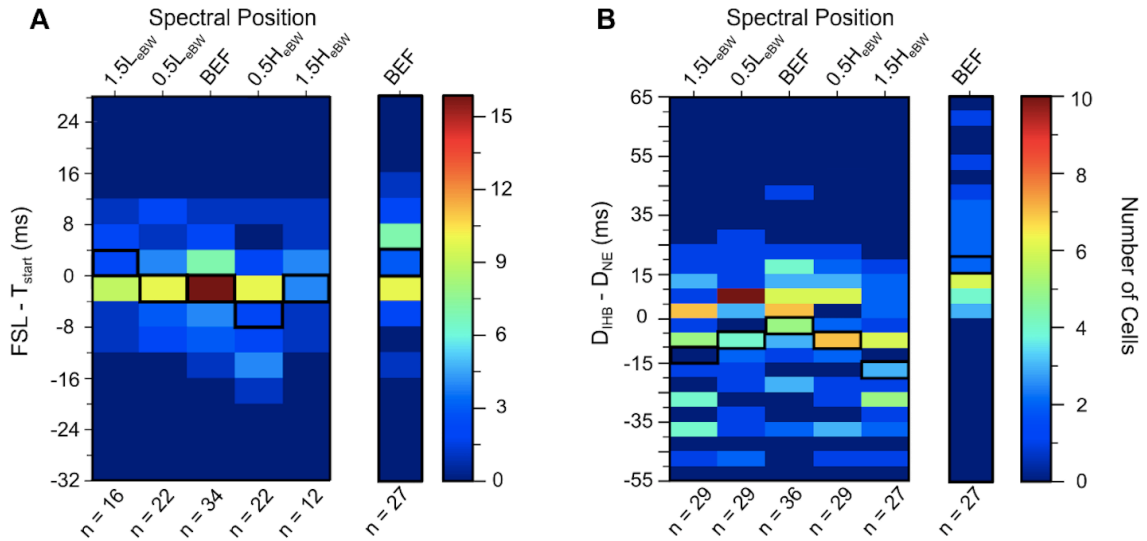 A
Spectral Position
1.5L_eBW 0.5L_eBW BEF 0.5H_eBW 1.5H_eBW BEF
FSL - T_start (ms)
24
16
8
0
-8
-16
-24
-32
n = 16 n = 22 n = 34 n = 22 n = 12 n = 27
15
12
9
6
3
0
B
Spectral Position
1.5L_eBW 0.5L_eBW BEF 0.5H_eBW 1.5H_eBW BEF
D_IHB - D_NE (ms)
65
55
35
15
0
-15
-35
-55
n = 29 n = 29 n = 36 n = 29 n = 27 n = 27
10
8
6
4
2
0
Number of Cells